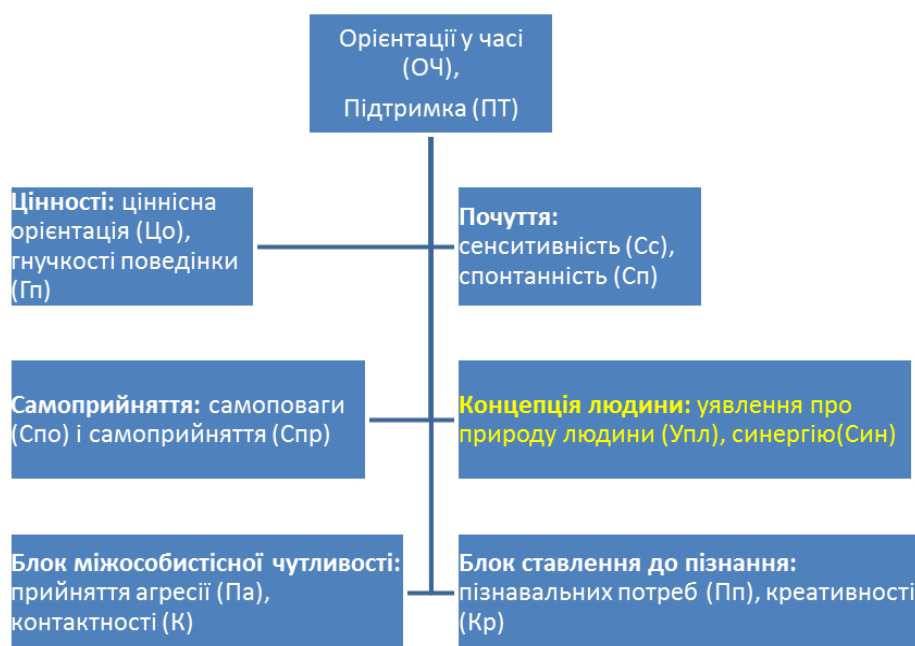 Орієнтації у часі
(ОЧ),
Підтримка (ПТ)
Цінності: ціннісна
орієнтація (Цо),
гнучкості поведінки
(Гп)
Почуття:
сенситивність (Сс),
спонтанність (Сп)
Самоприйняття: самоповаги
(Спо) і самоприйняття (Спр)
Концепція людини: уявлення про
природу людини (Упл), синергію(Син)
Блок міжособистісної чутливості:
прийняття агресії (Па),
контактності (К)
Блок ставлення до пізнання:
пізнавальних потреб (Пп), креативності
(Кр)